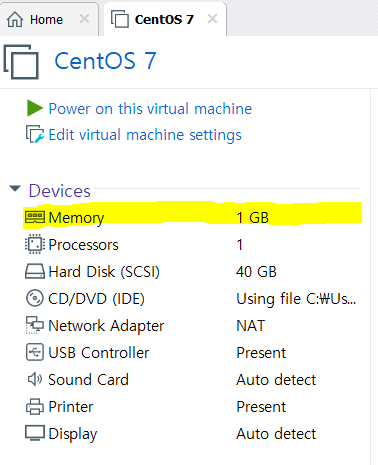 Home × CentOS 7 ×
CentOS 7
Power on this virtual machine
Edit virtual machine settings
Devices
Memory 1 GB
Processors 1
Hard Disk (SCSI) 40 GB
CD/DVD (IDE) Using file C:₩Us...
Network Adapter NAT
USB Controller Present
Sound Card Auto detect
Printer Present
Display Auto detect